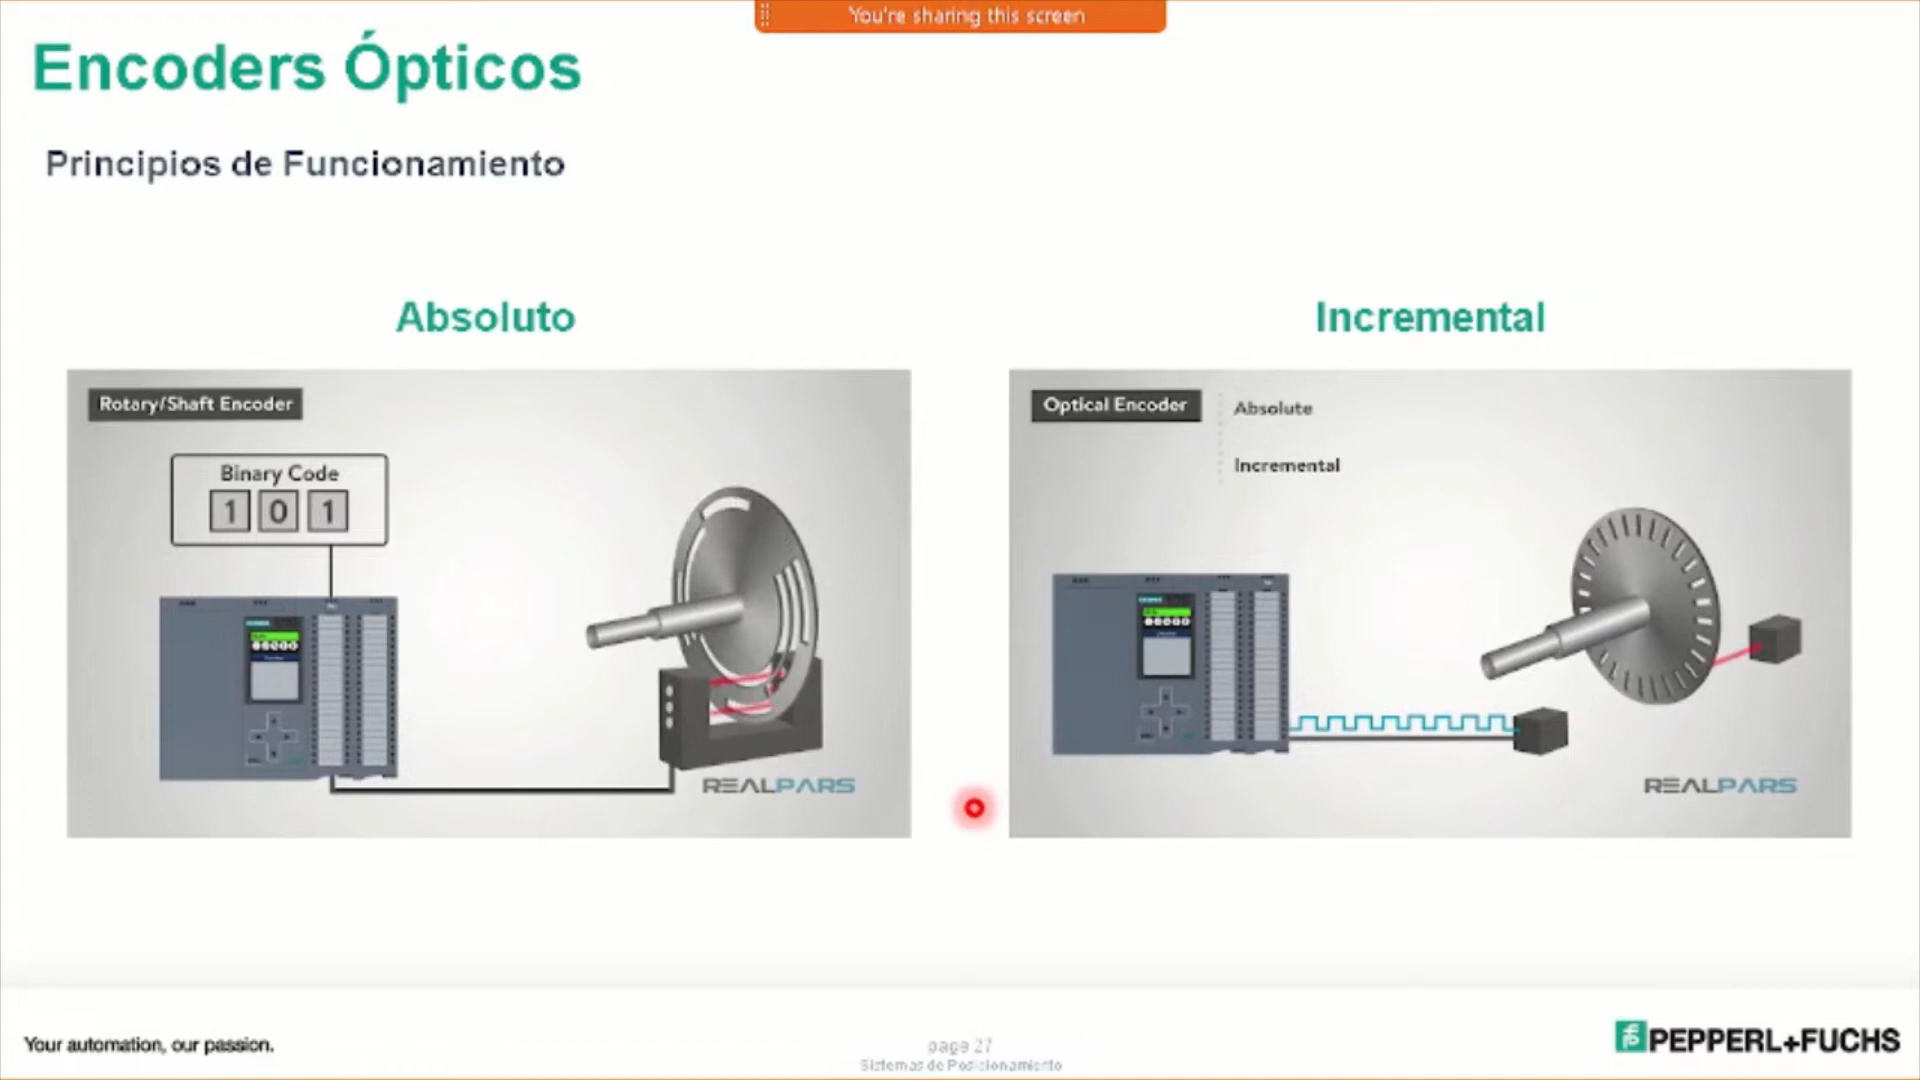 You're sharing this screen
Encoders Ópticos
Principios de Funcionamiento
Absoluto
Incremental
Rotary/Shaft Encoder
Binary Code
1 0 1
REALPARS
Optical Encoder
Absolute
Incremental
REALPARS
Your automation, our passion.
page 27
Sistemas de Posicionamiento
PEPPERL+FUCHS